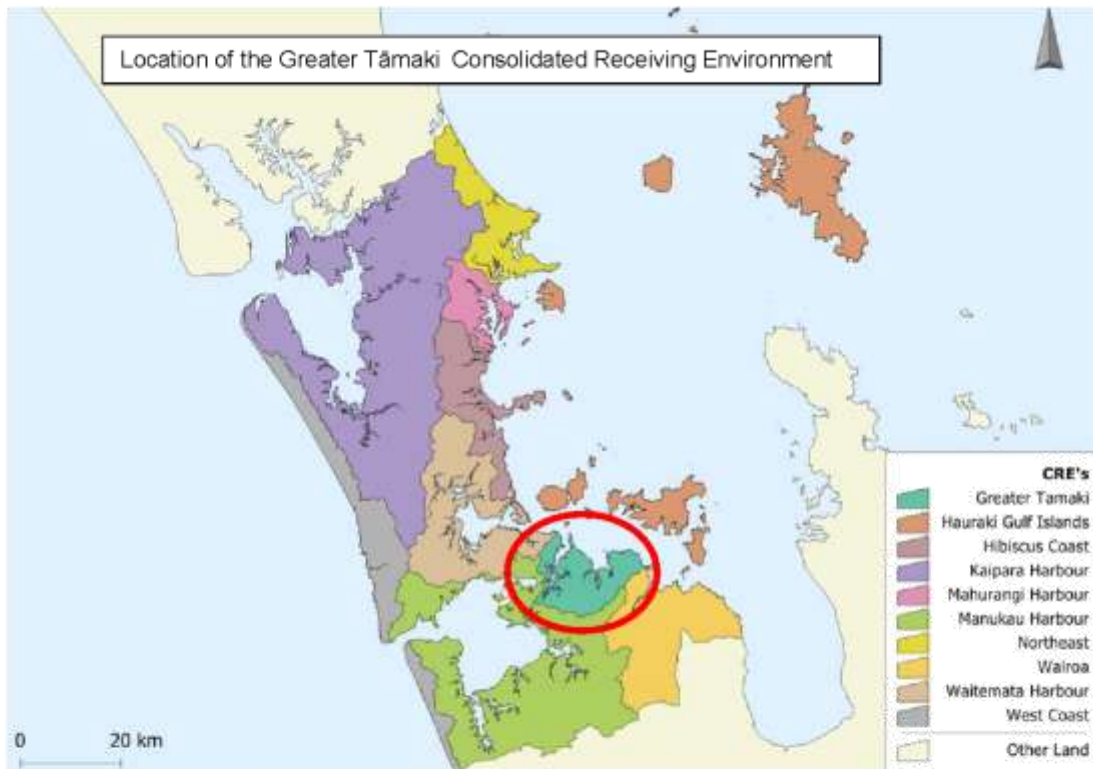 Location of the Greater Tāmaki Consolidated Receiving Environment
CRE's
Greater Tamaki
Hauraki Gulf Islands
Hibiscus Coast
Kaipara Harbour
Mahurangi Harbour
Manukau Harbour
Northeast
Wairoa
Waitemata Harbour
West Coast
Other Land
0 20 km